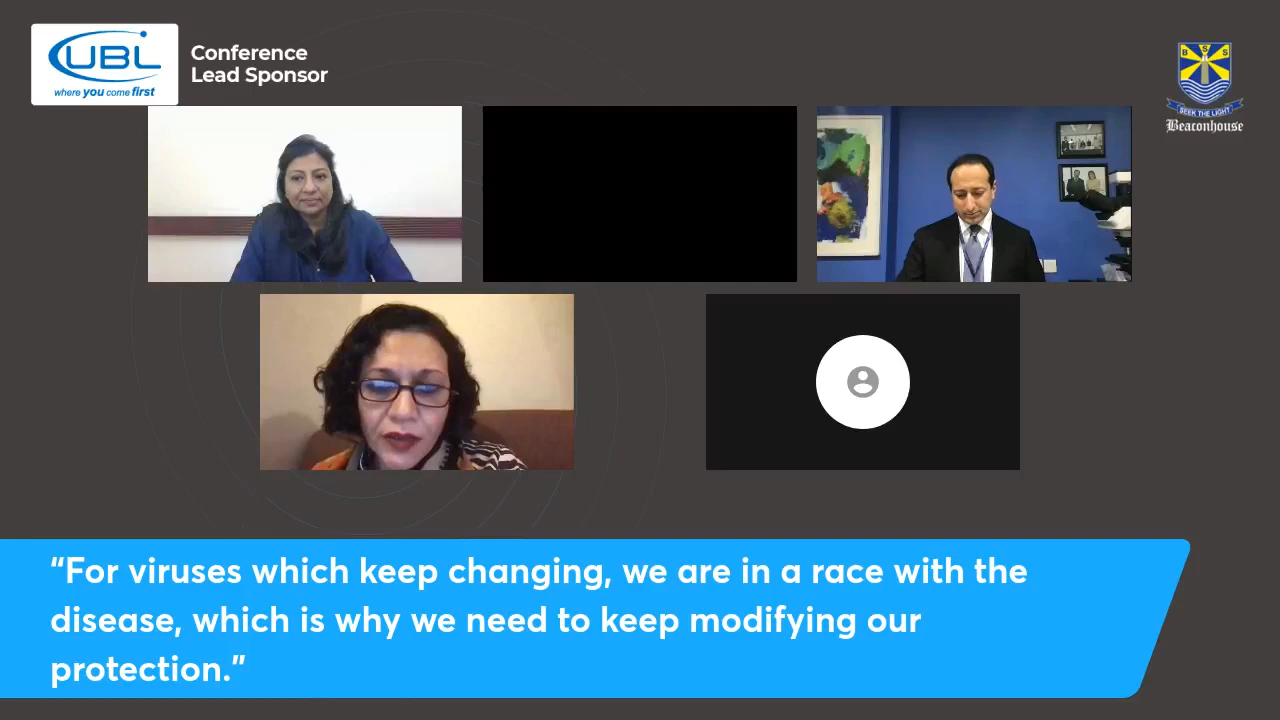 UBL
where you come first
Conference
Lead Sponsor
B S S
SEEK THE LIGHT
Beaconhouse
“For viruses which keep changing, we are in a race with the
disease, which is why we need to keep modifying our
protection.”